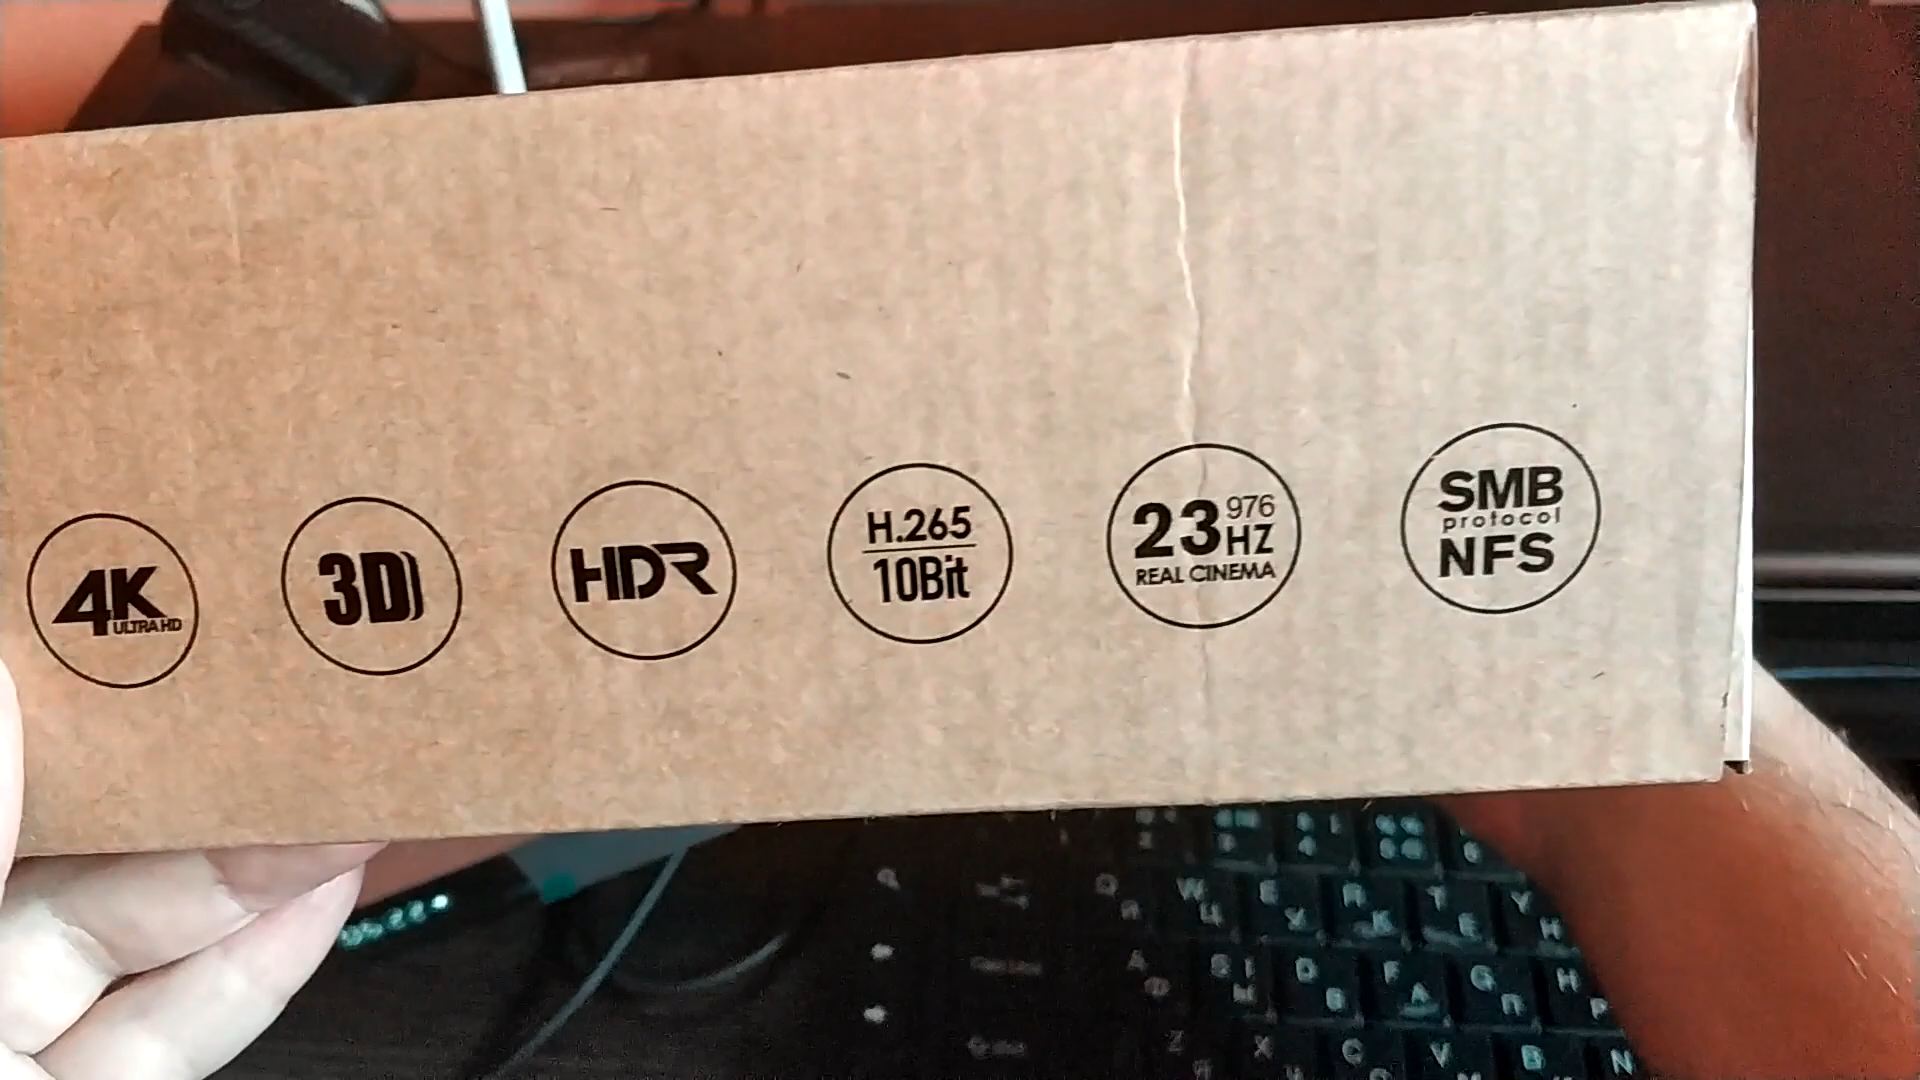 4K
ULTRA HD
3D
HDR
H.265
10Bit
23 976
HZ
REAL CINEMA
SMB
protocol
NFS
W E R T Y
Ц У К Е Н
A D F G H
В А П Р
Z X C V B N